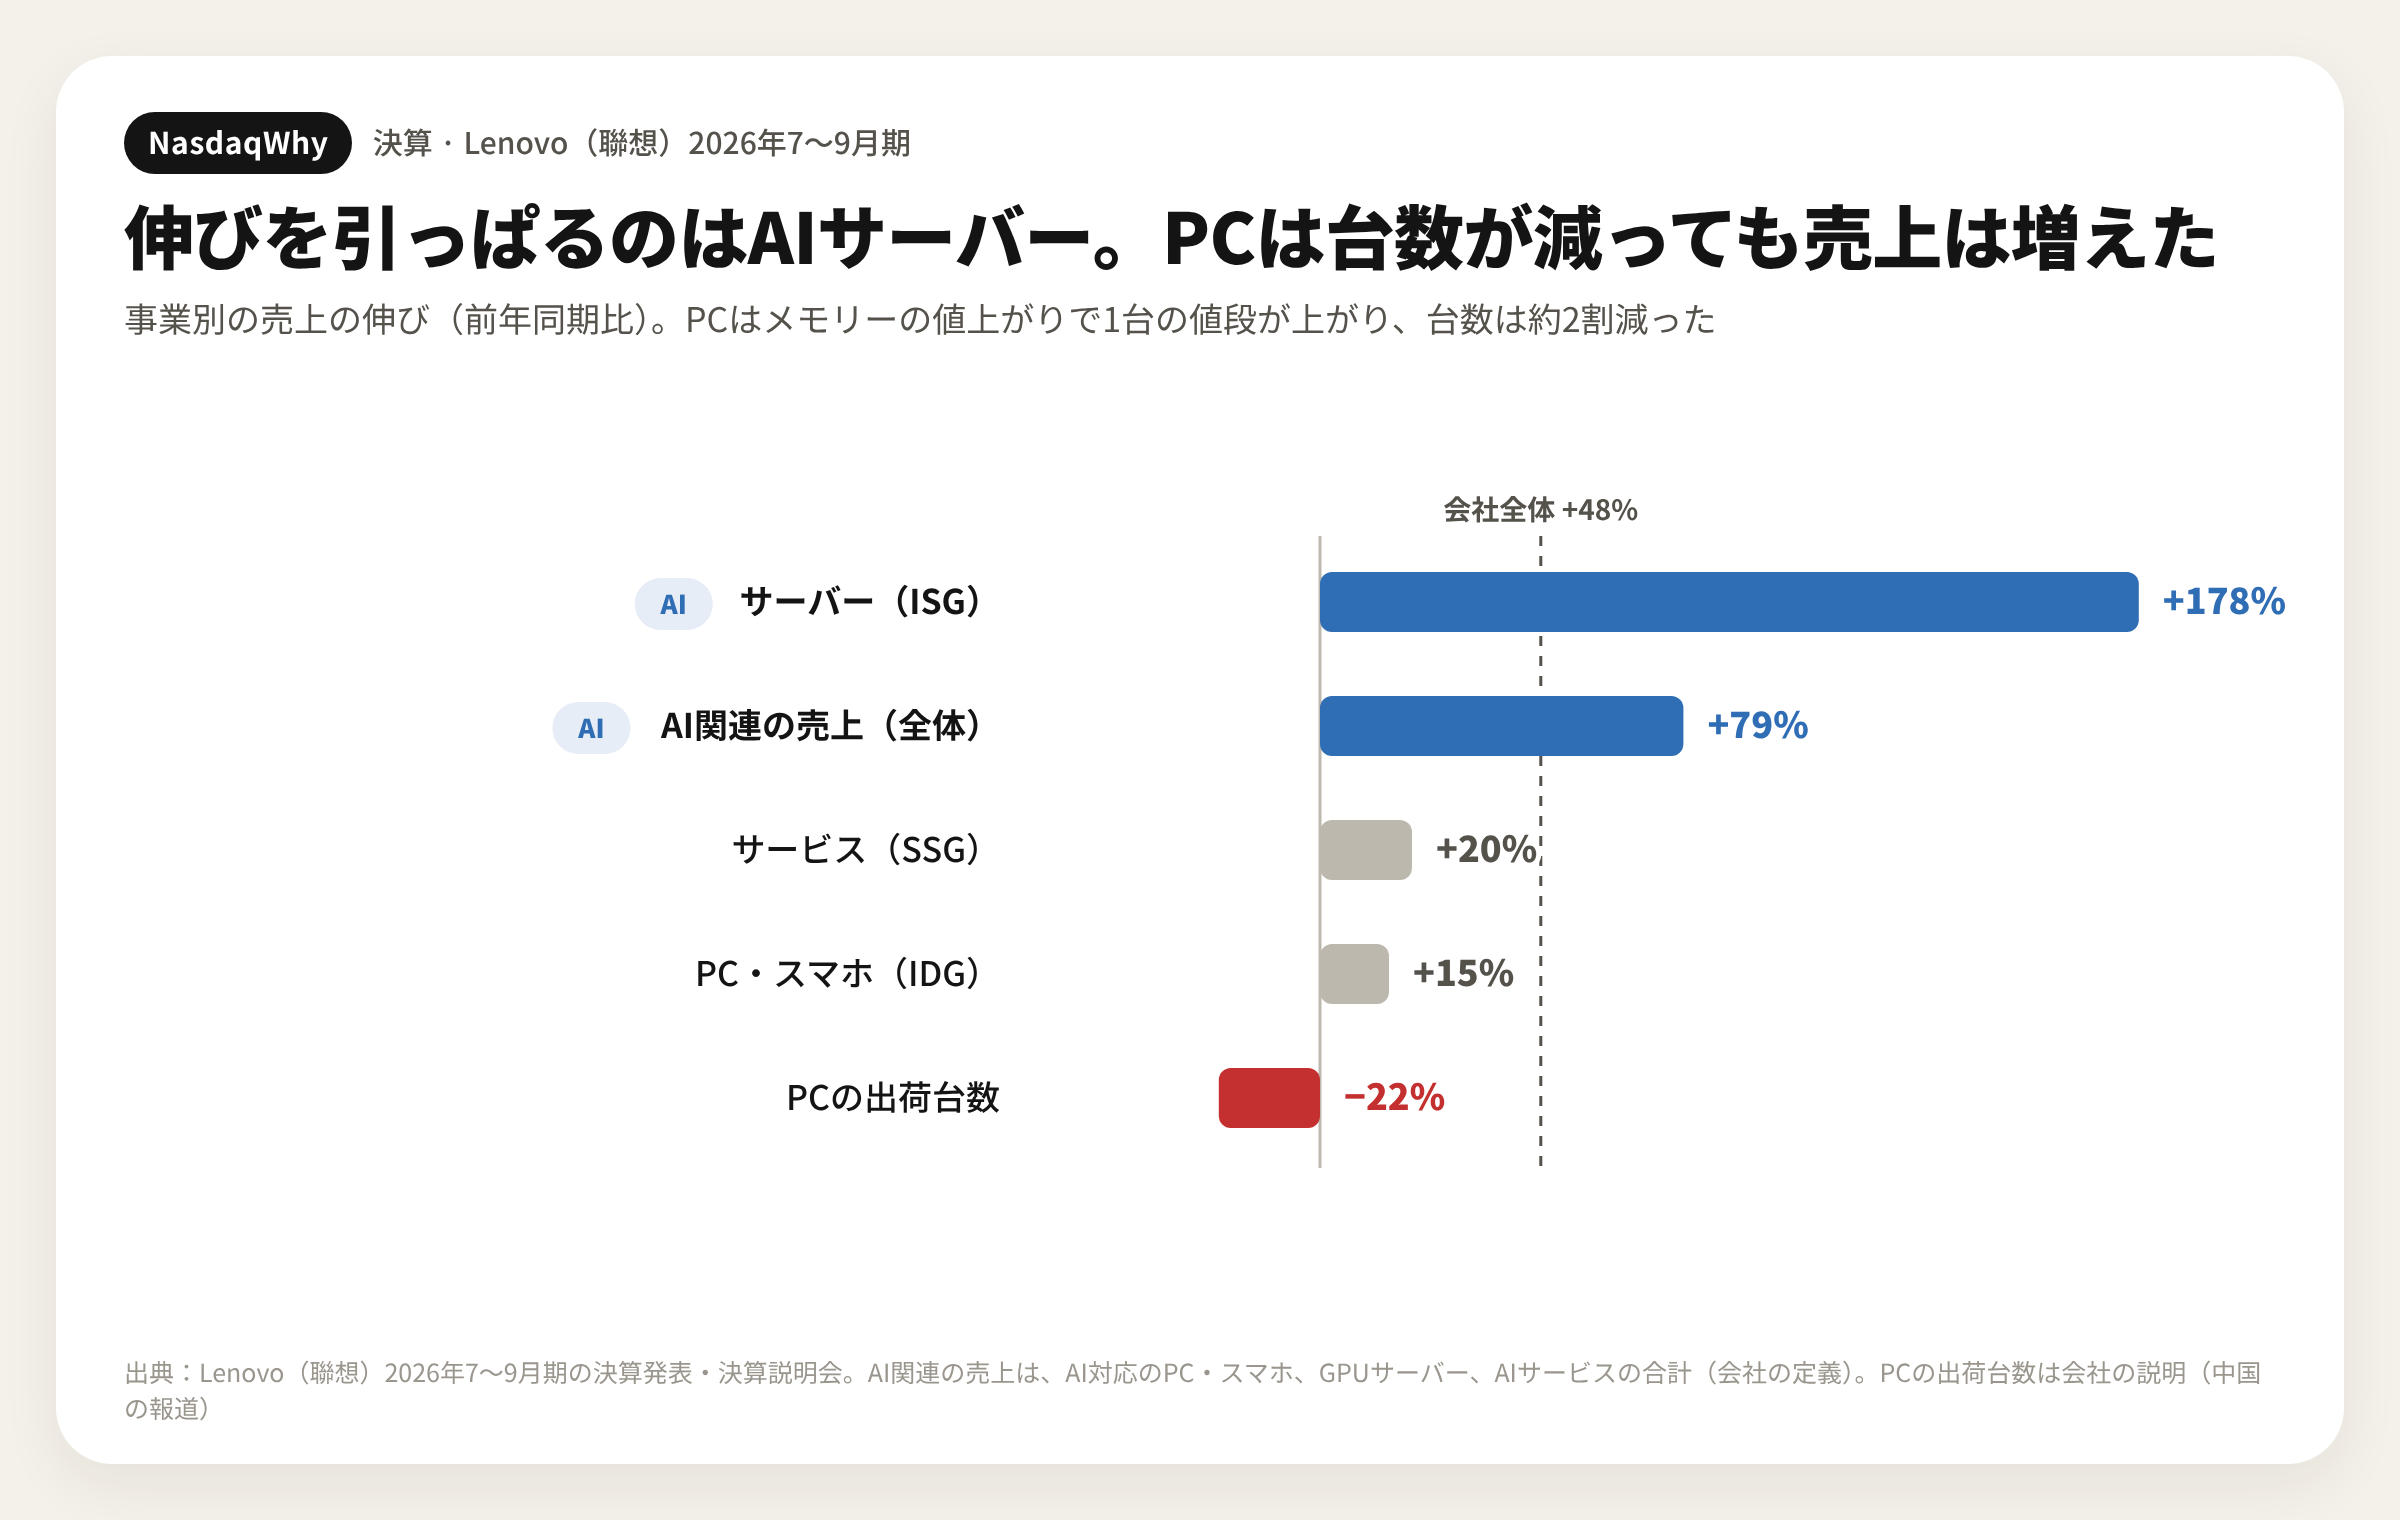 NasdaqWhy 決算・Lenovo（聯想）2026年7〜9月期
伸びを引っぱるのはAIサーバー。PCは台数が減っても売上は増えた
事業別の売上の伸び（前年同期比）。PCはメモリーの値上がりで1台の値段が上がり、台数は約2割減った
会社全体 +48%
AI サーバー（ISG） +178%
AI AI関連の売上（全体） +79%
サービス（SSG） +20%
PC・スマホ（IDG） +15%
PCの出荷台数 −22%
出典：Lenovo（聯想）2026年7〜9月期の決算発表・決算説明会。AI関連の売上は、AI対応のPC・スマホ、GPUサーバー、AIサービスの合計（会社の定義）。PCの出荷台数は会社の説明（中国
の報道）